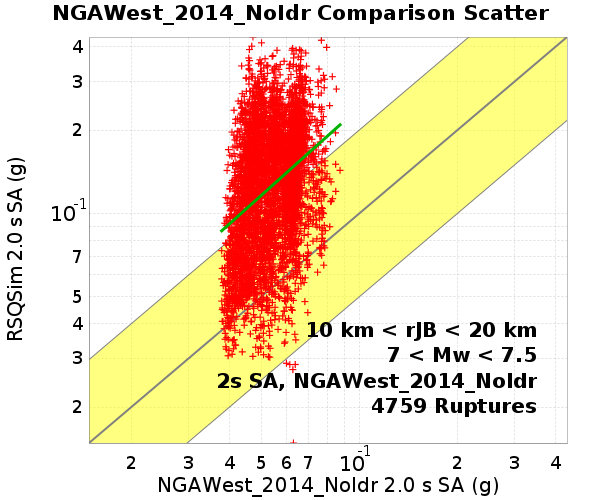 NGAWest_2014_NoIdr Comparison Scatter
RSQSim 2.0 s SA (g)
4
3
2
10-1
7
5
4
3
2
10 km < rJB < 20 km
7 < Mw < 7.5
2s SA, NGAWest_2014_NoIdr
4759 Ruptures
2 3 4 5 6 7 10-1 2 3 4
NGAWest_2014_NoIdr 2.0 s SA (g)